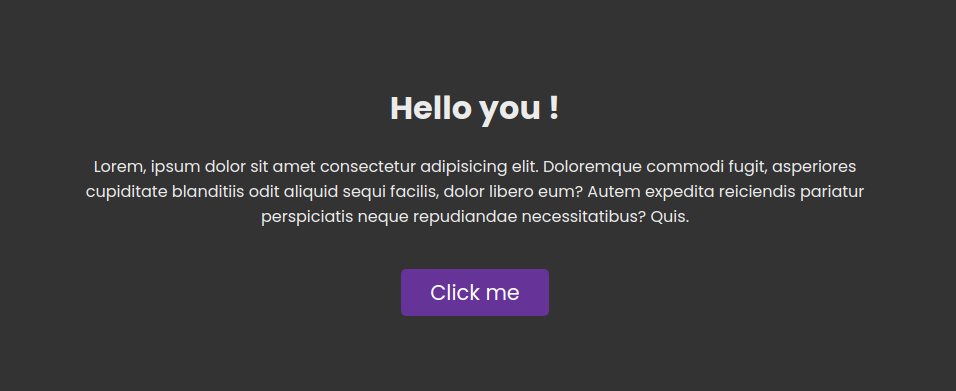 Hello you !
Lorem, ipsum dolor sit amet consectetur adipisicing elit. Doloremque commodi fugit, asperiores
cupiditate blanditiis odit aliquid sequi facilis, dolor libero eum? Autem expedita reiciendis pariatur
perspiciatis neque repudiandae necessitatibus? Quis.
Click me